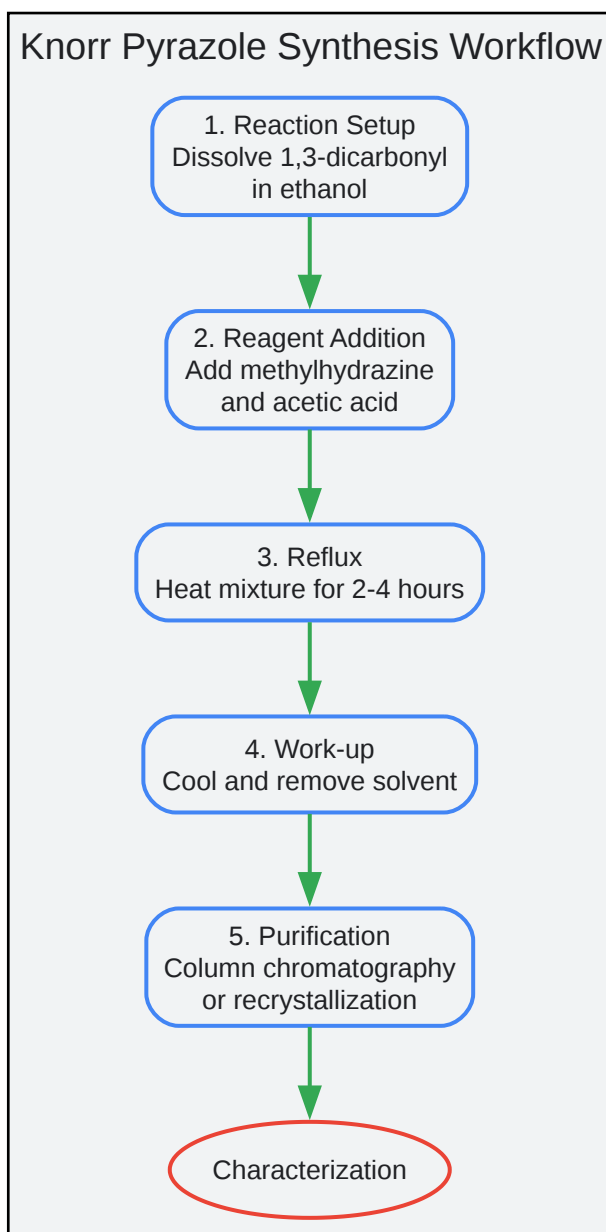 Knorr Pyrazole Synthesis Workflow
1. Reaction Setup
Dissolve 1,3-dicarbonyl
in ethanol
2. Reagent Addition
Add methylhydrazine
and acetic acid
3. Reflux
Heat mixture for 2-4 hours
4. Work-up
Cool and remove solvent
5. Purification
Column chromatography
or recrystallization
Characterization